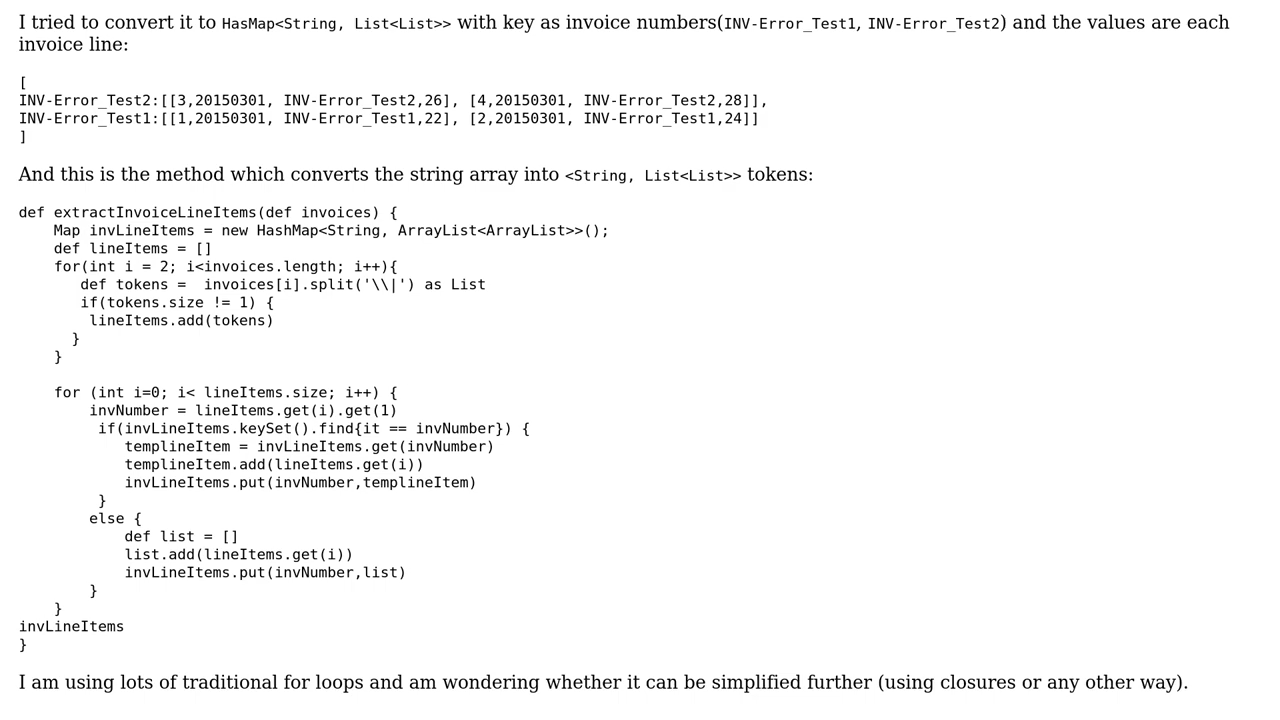 I tried to convert it to HasMap<String, List<List>> with key as invoice numbers(INV-Error_Test1, INV-Error_Test2) and the values are each
invoice line:
[
INV-Error_Test2:[[3,20150301, INV-Error_Test2,26], [4,20150301, INV-Error_Test2,28]],
INV-Error_Test1:[[1,20150301, INV-Error_Test1,22], [2,20150301, INV-Error_Test1,24]]
]
And this is the method which converts the string array into <String, List<List>> tokens:
def extractInvoiceLineItems(def invoices) {
    Map invLineItems = new HashMap<String, ArrayList<ArrayList>>();
    def lineItems = []
    for(int i = 2; i<invoices.length; i++){
       def tokens =  invoices[i].split('\\|') as List
       if(tokens.size != 1) {
        lineItems.add(tokens)
      }
    }
    for (int i=0; i< lineItems.size; i++) {
        invNumber = lineItems.get(i).get(1)
         if(invLineItems.keySet().find{it == invNumber}) {
            templineItem = invLineItems.get(invNumber)
            templineItem.add(lineItems.get(i))
            invLineItems.put(invNumber,templineItem)
         }
        else {
            def list = []
            list.add(lineItems.get(i))
            invLineItems.put(invNumber,list)
        }
    }
invLineItems
}
I am using lots of traditional for loops and am wondering whether it can be simplified further (using closures or any other way).